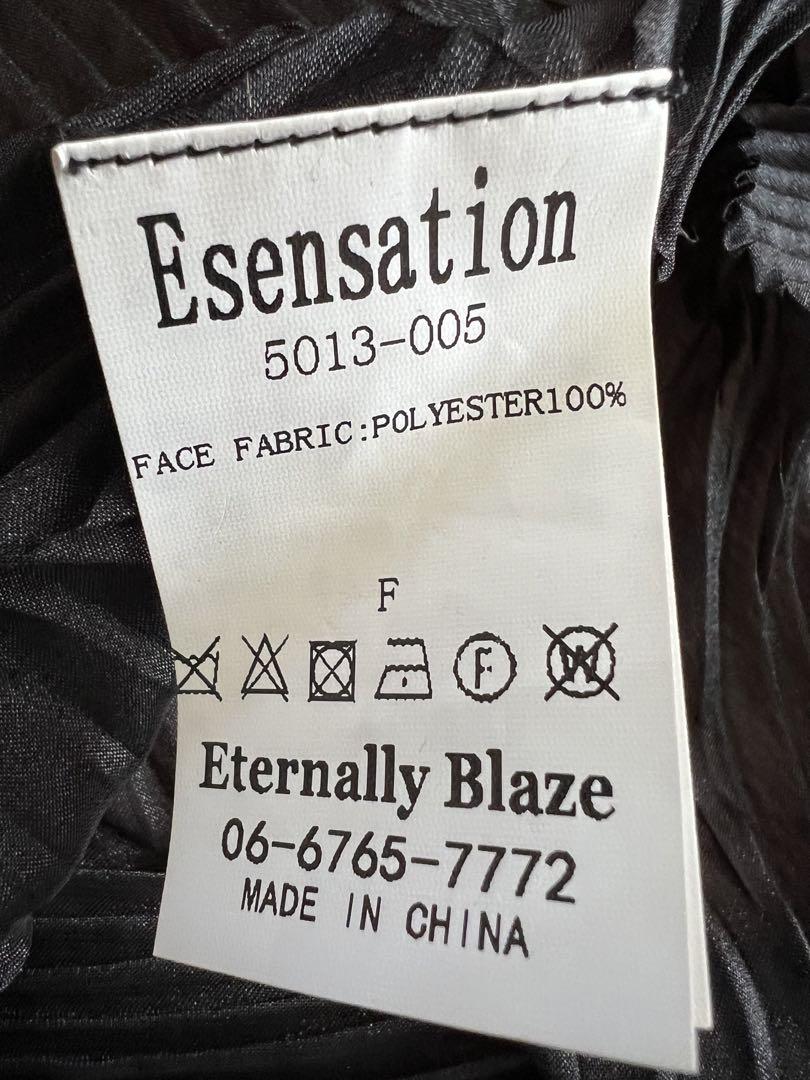 Esensation
5013-005
FACE FABRIC:POLYESTER100%
F
F W
Eternally Blaze
06-6765-7772
MADE IN CHINA